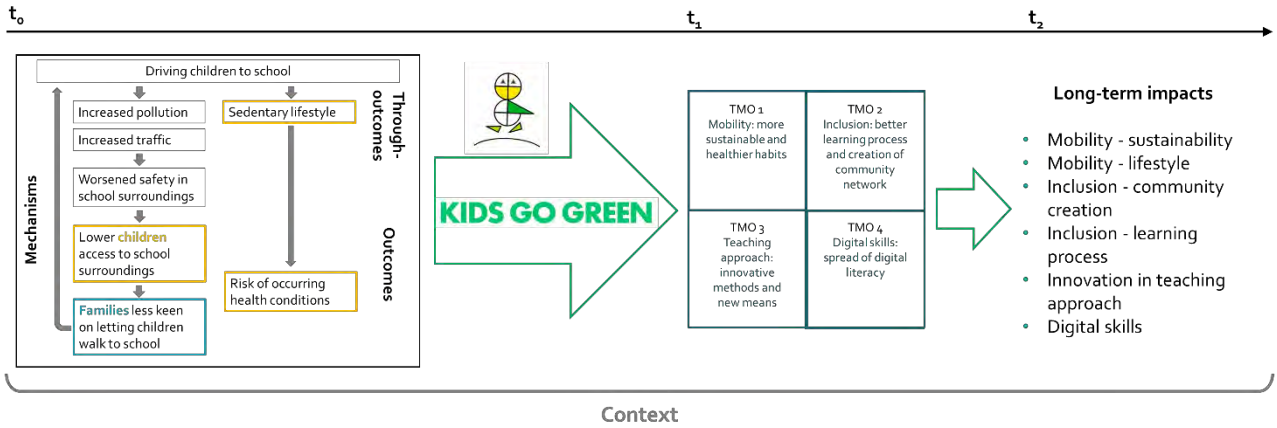 t0
t1
t2
Driving children to school
Increased pollution
Increased traffic
Worsened safety in
school surroundings
Lower children
access to school
surroundings
Families less keen
on letting children
walk to school
Sedentary lifestyle
Risk of occurring
health conditions
Mechanisms
Through-
outcomes
Outcomes
KIDS GO GREEN
TMO 1
Mobility: more
sustainable and
healthier habits
TMO 2
Inclusion: better
learning process
and creation of
community
network
TMO 3
Teaching
approach:
innovative
methods and
new means
TMO 4
Digital skills:
spread of digital
literacy
Long-term impacts
• Mobility - sustainability
• Mobility - lifestyle
• Inclusion - community
creation
• Inclusion - learning
process
• Innovation in teaching
approach
• Digital skills
Context